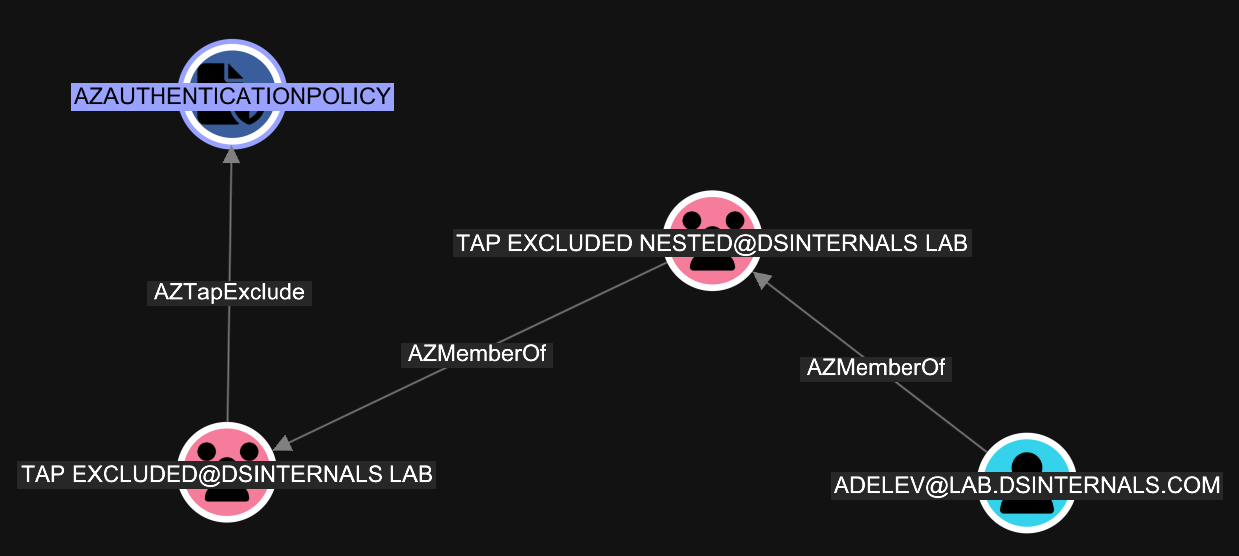 AZAUTHENTICATIONPOLICY
TAP EXCLUDED NESTED@DSINTERNALS LAB
AZTapExclude
AZMemberOf
AZMemberOf
TAP EXCLUDED@DSINTERNALS LAB
ADELEV@LAB.DSINTERNALS.COM